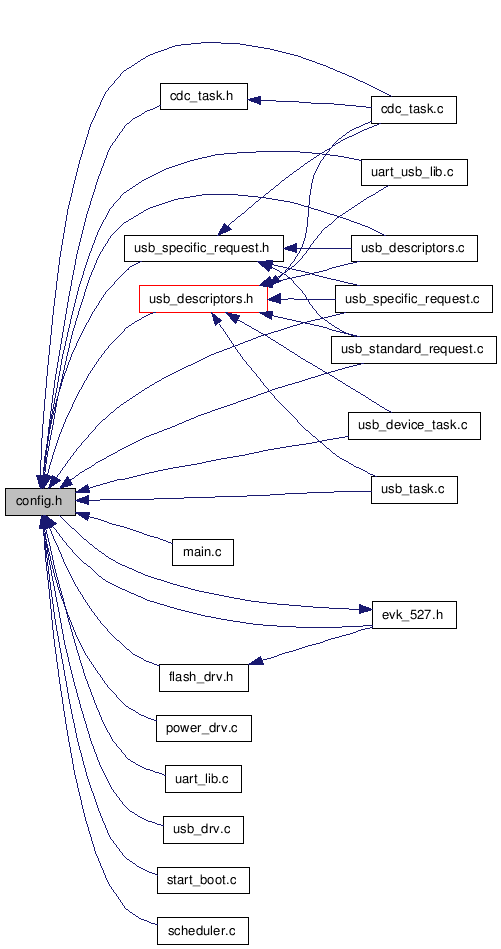 cdc_task.h
cdc_task.c
uart_usb_lib.c
usb_specific_request.h
usb_descriptors.c
usb_descriptors.h
usb_specific_request.c
usb_standard_request.c
usb_device_task.c
usb_task.c
config.h
main.c
evk_527.h
flash_drv.h
power_drv.c
uart_lib.c
usb_drv.c
start_boot.c
scheduler.c